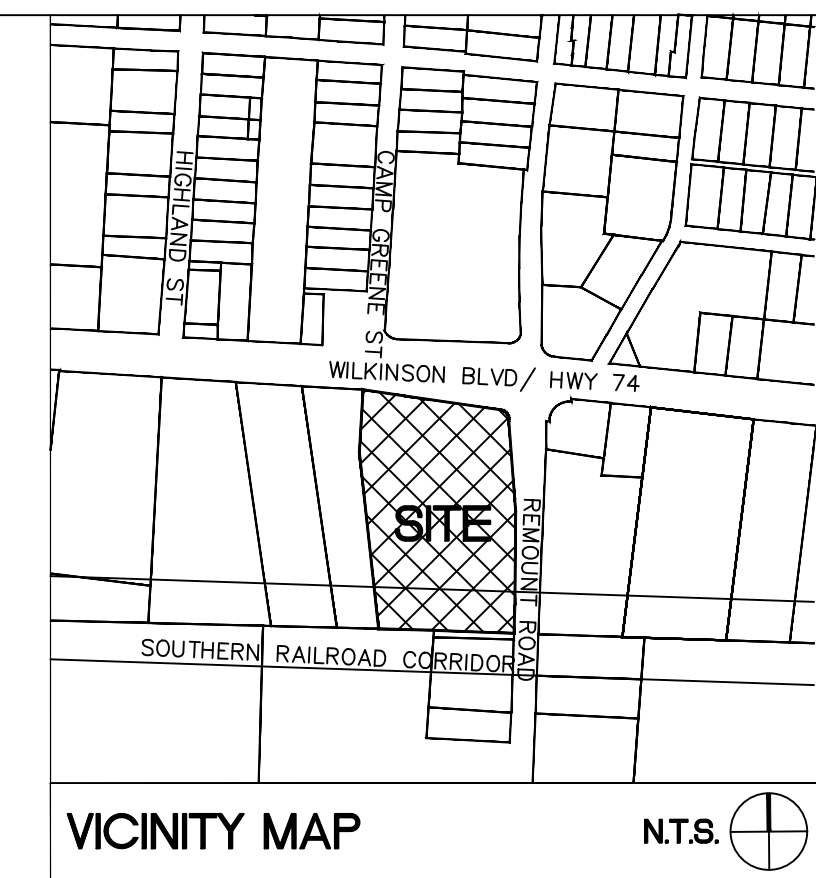 HIGHLAND ST
CAMP GREENE ST
WILKINSON BLVD/ HWY 74
SITE
REMOUNT ROAD
SOUTHERN RAILROAD CORRIDOR
VICINITY MAP
N.T.S.